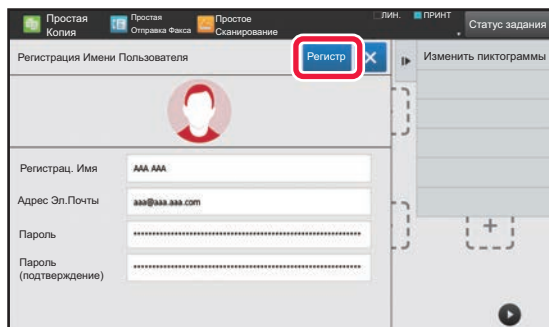 Простая
Копия
Простая
Отправка Факса
Простое
Сканирование
ЛИН.
ПРИНТ
Статус задания
Регистрация Имени Пользователя
Регистр
Изменить пиктограммы
Регистрац. Имя
AAA AAA
Адрес Эл.Почты
aaa@aaa.aaa.com
Пароль
Пароль
(подтверждение)